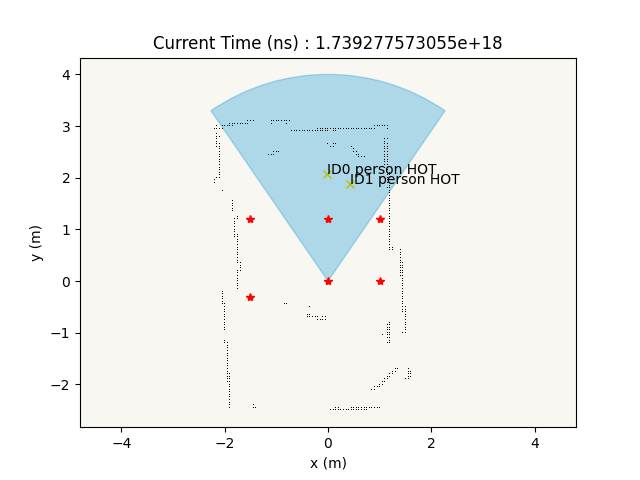 Current Time (ns) : 1.739277573055e+18
4
3
2
1
0
−1
−2
y (m)
ID0 person HOT
ID1 person HOT
−4
−2
0
2
4
x (m)